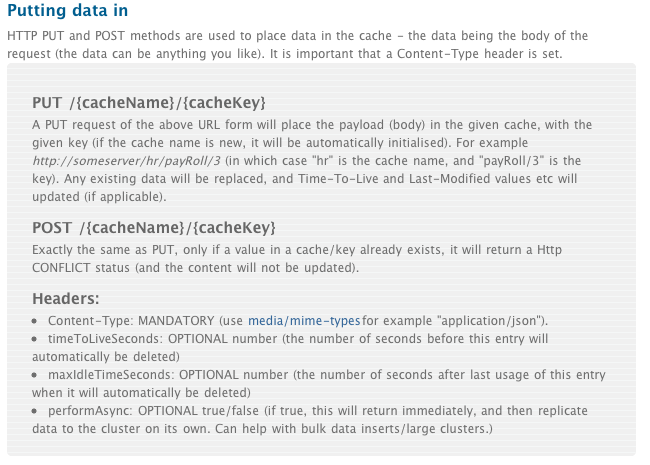 Putting data in
HTTP PUT and POST methods are used to place data in the cache – the data being the body of the
request (the data can be anything you like). It is important that a Content-Type header is set.
PUT /{cacheName}/{cacheKey}
A PUT request of the above URL form will place the payload (body) in the given cache, with the
given key (if the cache name is new, it will be automatically initialised). For example
http://someserver/hr/payRoll/3 (in which case "hr" is the cache name, and "payRoll/3" is the
key). Any existing data will be replaced, and Time-To-Live and Last-Modified values etc will
updated (if applicable).
POST /{cacheName}/{cacheKey}
Exactly the same as PUT, only if a value in a cache/key already exists, it will return a Http
CONFLICT status (and the content will not be updated).
Headers:
• Content-Type: MANDATORY (use media/mime-typesfor example "application/json").
• timeToLiveSeconds: OPTIONAL number (the number of seconds before this entry will
automatically be deleted)
• maxIdleTimeSeconds: OPTIONAL number (the number of seconds after last usage of this entry
when it will automatically be deleted)
• performAsync: OPTIONAL true/false (if true, this will return immediately, and then replicate
data to the cluster on its own. Can help with bulk data inserts/large clusters.)